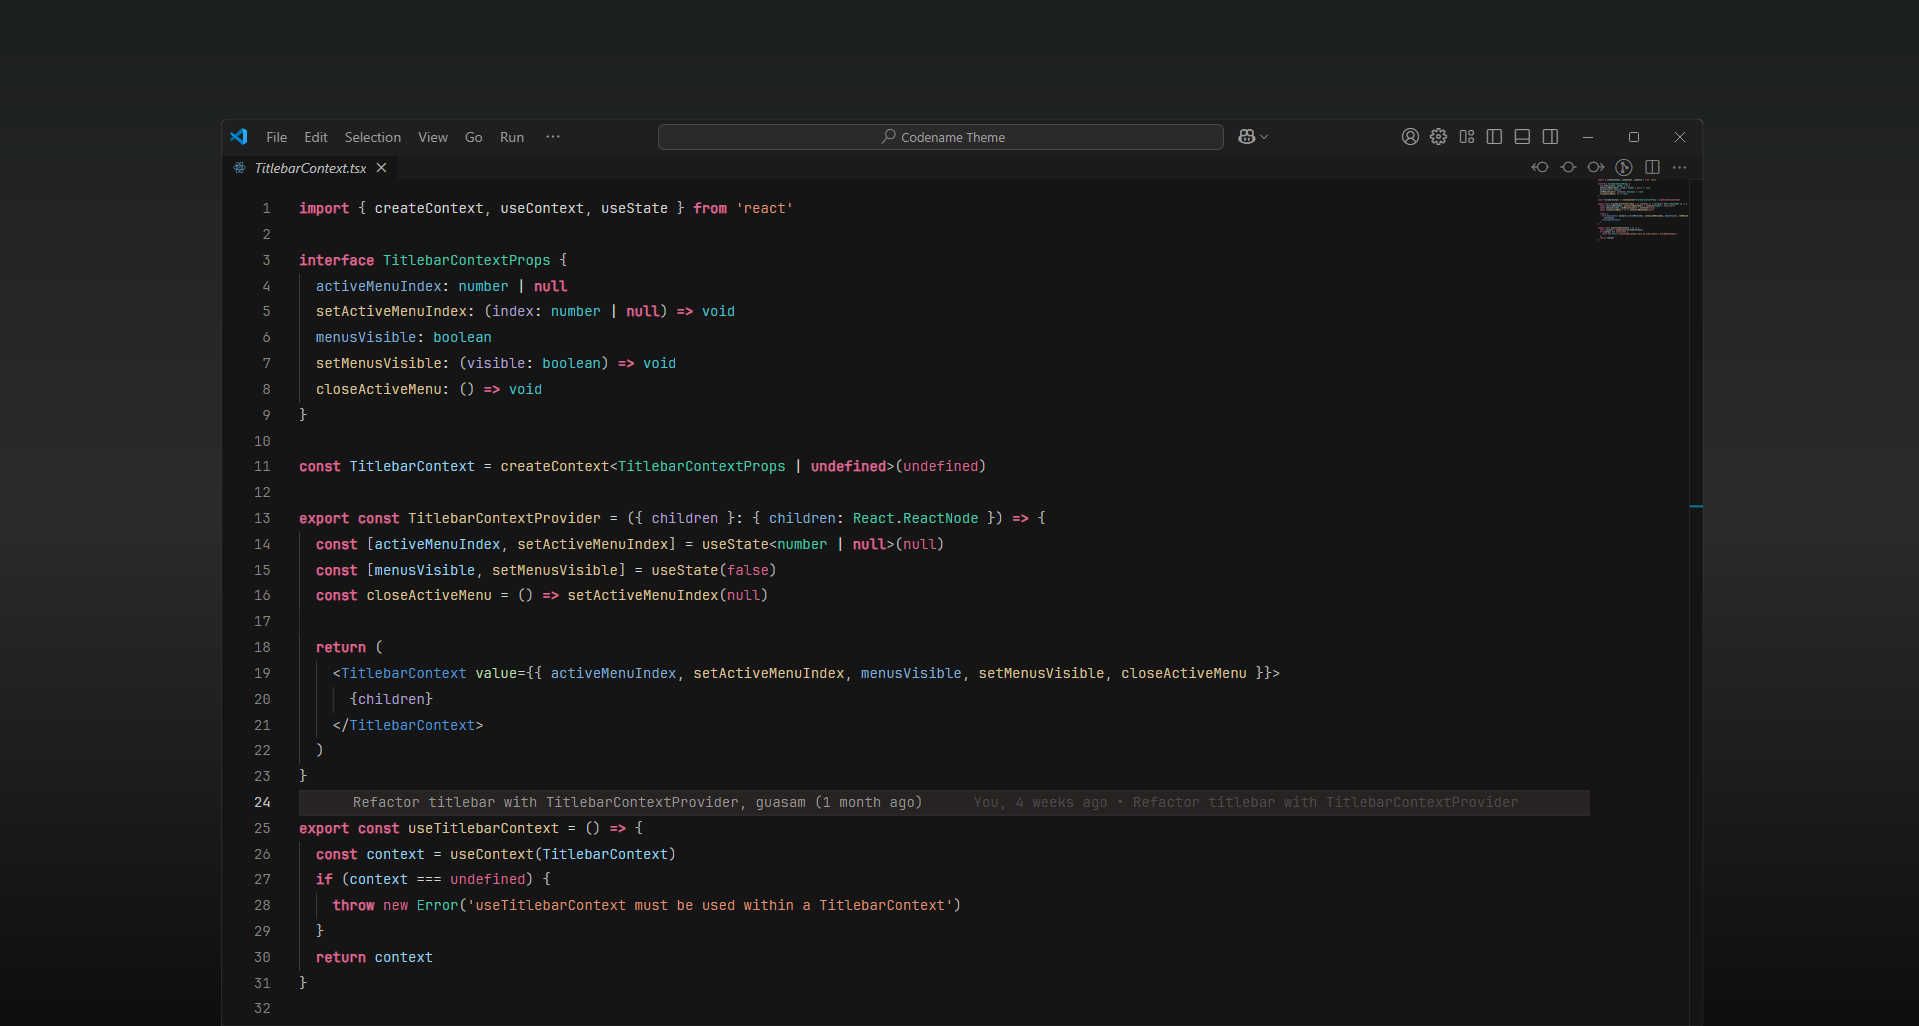 File Edit Selection View Go Run ···
Codename Theme
TitlebarContext.tsx
1 import { createContext, useContext, useState } from 'react'
2
3 interface TitlebarContextProps {
4 activeMenuIndex: number | null
5 setActiveMenuIndex: (index: number | null) => void
6 menusVisible: boolean
7 setMenusVisible: (visible: boolean) => void
8 closeActiveMenu: () => void
9 }
10
11 const TitlebarContext = createContext<TitlebarContextProps | undefined>(undefined)
12
13 export const TitlebarContextProvider = ({ children }: { children: React.ReactNode }) => {
14 const [activeMenuIndex, setActiveMenuIndex] = useState<number | null>(null)
15 const [menusVisible, setMenusVisible] = useState(false)
16 const closeActiveMenu = () => setActiveMenuIndex(null)
17
18 return (
19 <TitlebarContext value={{ activeMenuIndex, setActiveMenuIndex, menusVisible, setMenusVisible, closeActiveMenu }}>
20 {children}
21 </TitlebarContext>
22 )
23 }
24 Refactor titlebar with TitlebarContextProvider, guasam (1 month ago) You, 4 weeks ago • Refactor titlebar with TitlebarContextProvider
25 export const useTitlebarContext = () => {
26 const context = useContext(TitlebarContext)
27 if (context === undefined) {
28 throw new Error('useTitlebarContext must be used within a TitlebarContext')
29 }
30 return context
31 }
32